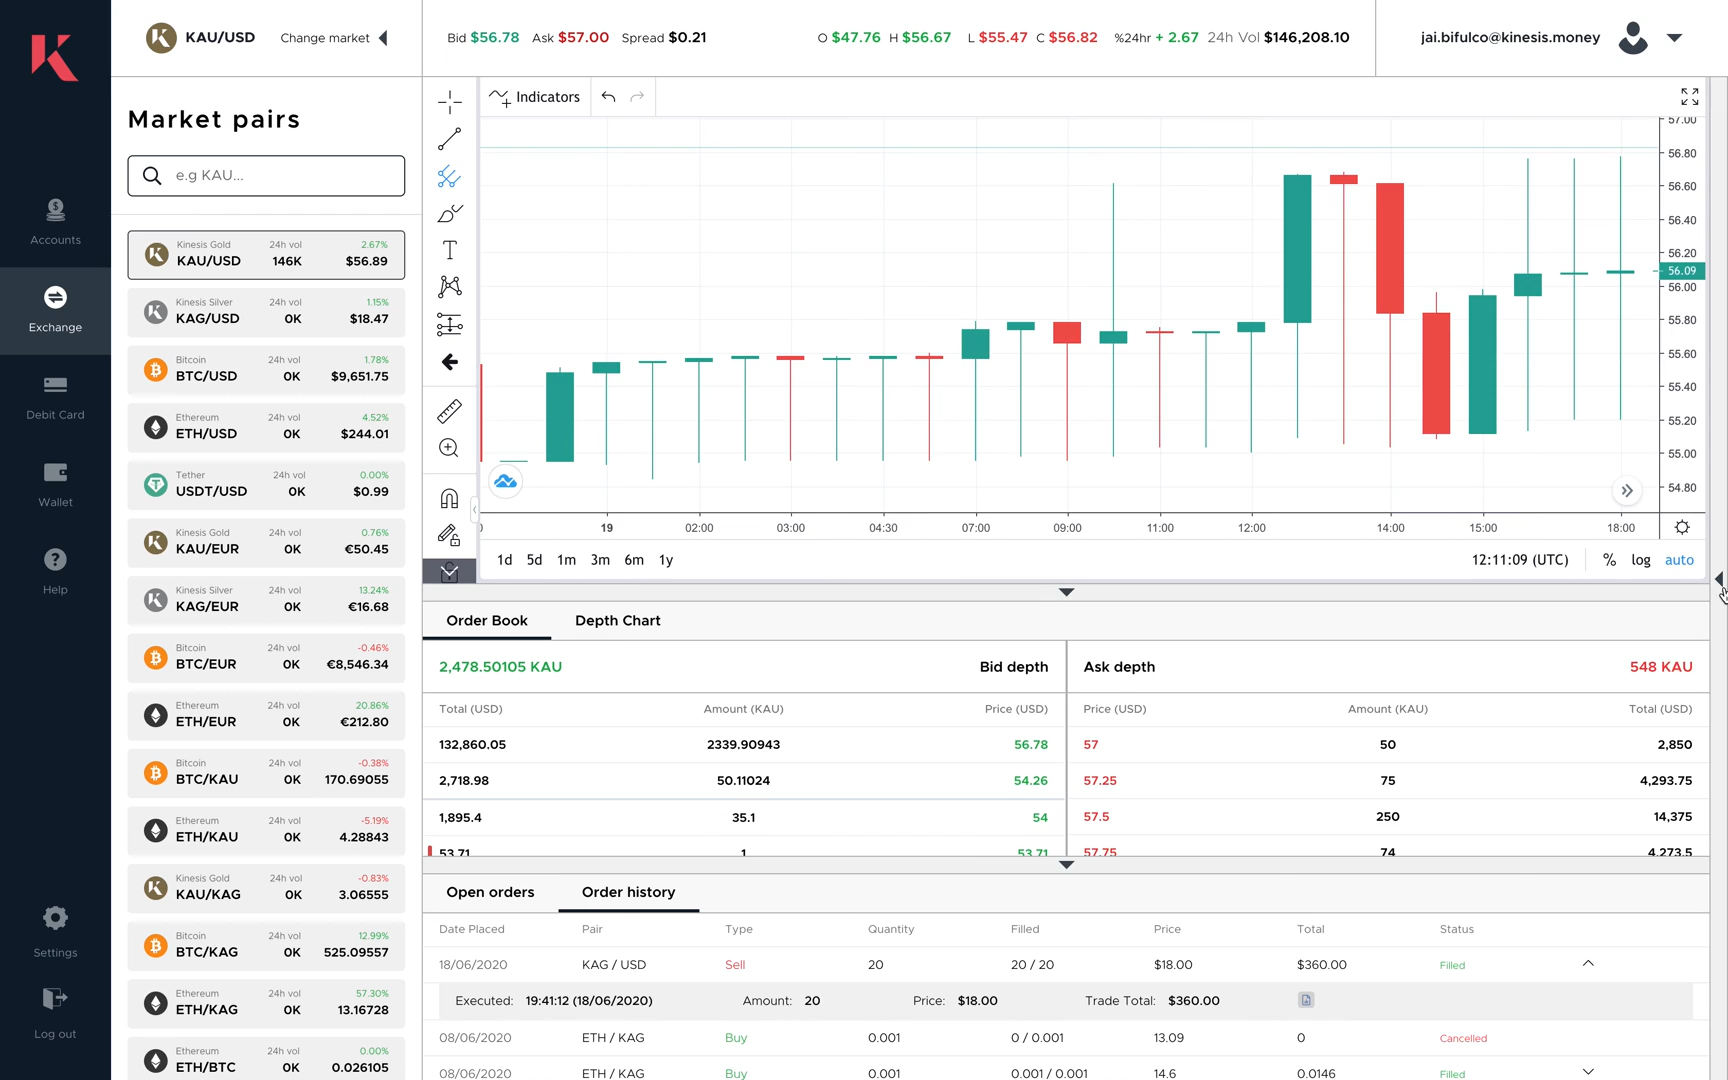 KAU/USD Change market
Bid $56.78 Ask $57.00 Spread $0.21
O $47.76 H $56.67 L $55.47 C $56.82 %24hr + 2.67 24h Vol $146,208.10
jai.bifulco@kinesis.money
Accounts
Exchange
Debit Card
Wallet
Help
Settings
Log out
Market pairs
e.g KAU...
Kinesis Gold 24h vol 2.67%
KAU/USD 146K $56.89
Kinesis Silver 24h vol 1.15%
KAG/USD 0K $18.47
Bitcoin 24h vol 1.78%
BTC/USD 0K $9,651.75
Ethereum 24h vol 4.52%
ETH/USD 0K $244.01
Tether 24h vol 0.00%
USDT/USD 0K $0.99
Kinesis Gold 24h vol 0.76%
KAU/EUR 0K €50.45
Kinesis Silver 24h vol 13.24%
KAG/EUR 0K €16.68
Bitcoin 24h vol -0.46%
BTC/EUR 0K €8,546.34
Ethereum 24h vol 20.86%
ETH/EUR 0K €212.80
Bitcoin 24h vol -0.38%
BTC/KAU 0K 170.69055
Ethereum 24h vol -5.19%
ETH/KAU 0K 4.28843
Kinesis Gold 24h vol -0.83%
KAU/KAG 0K 3.06555
Bitcoin 24h vol 12.99%
BTC/KAG 0K 525.09557
Ethereum 24h vol 57.30%
ETH/KAG 0K 13.16728
Ethereum 24h vol 0.00%
ETH/BTC 0K 0.026105
Indicators
57.00
56.80
56.60
56.40
56.20
56.09
56.00
55.80
55.60
55.40
55.20
55.00
54.80
19 02:00 03:00 04:30 07:00 09:00 11:00 12:00 14:00 15:00 18:00
1d 5d 1m 3m 6m 1y 12:11:09 (UTC) % log auto
Order Book Depth Chart
2,478.50105 KAU Bid depth Ask depth 548 KAU
Total (USD) Amount (KAU) Price (USD) Price (USD) Amount (KAU) Total (USD)
132,860.05 2339.90943 56.78 57 50 2,850
2,718.98 50.11024 54.26 57.25 75 4,293.75
1,895.4 35.1 54 57.5 250 14,375
53.71 1 53.71 57.75 74 4,273.5
Open orders Order history
Date Placed Pair Type Quantity Filled Price Total Status
18/06/2020 KAG / USD Sell 20 20 / 20 $18.00 $360.00 Filled
Executed: 19:41:12 (18/06/2020) Amount: 20 Price: $18.00 Trade Total: $360.00
08/06/2020 ETH / KAG Buy 0.001 0 / 0.001 13.09 0 Cancelled
08/06/2020 ETH / KAG Buy 0.001 0.001 / 0.001 14.6 0.0146 Filled